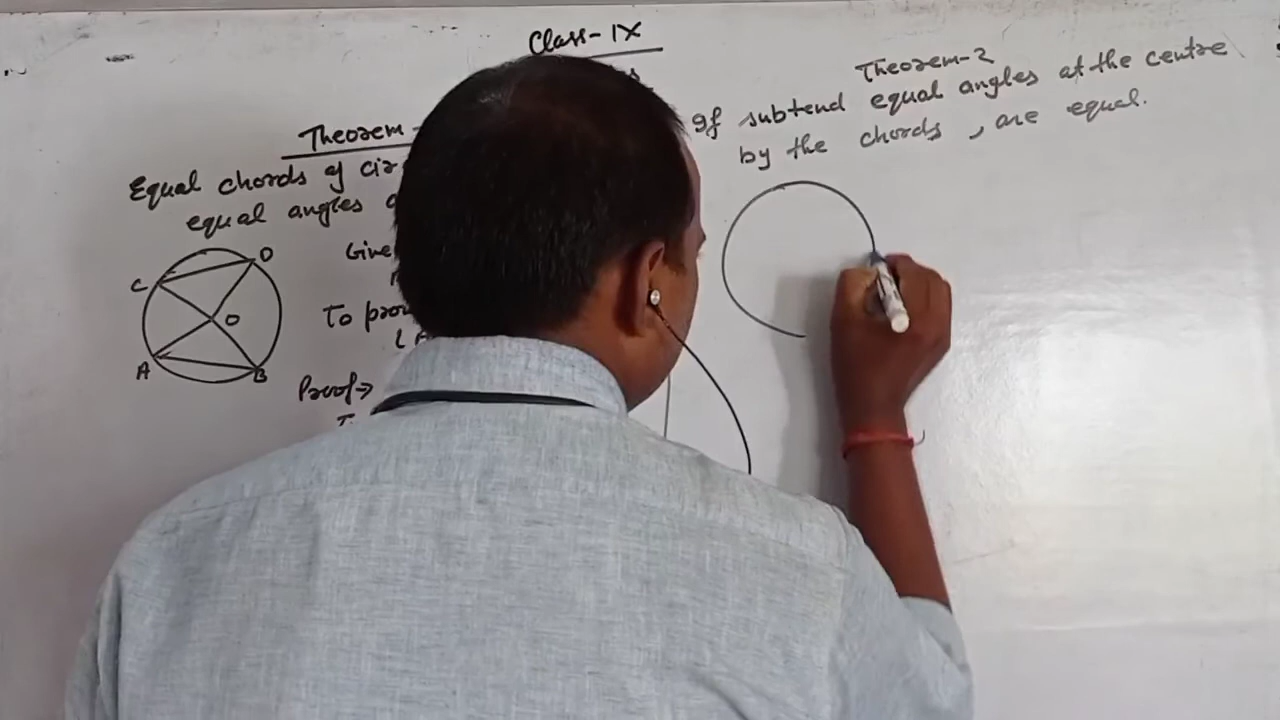 Class-IX
Theorem-
Equal chords of cir
equal angles
Give
To prov
Proof→
C
D
O
A
B
Theorem-2
If subtend equal angles at the centre
by the chords, are equal.